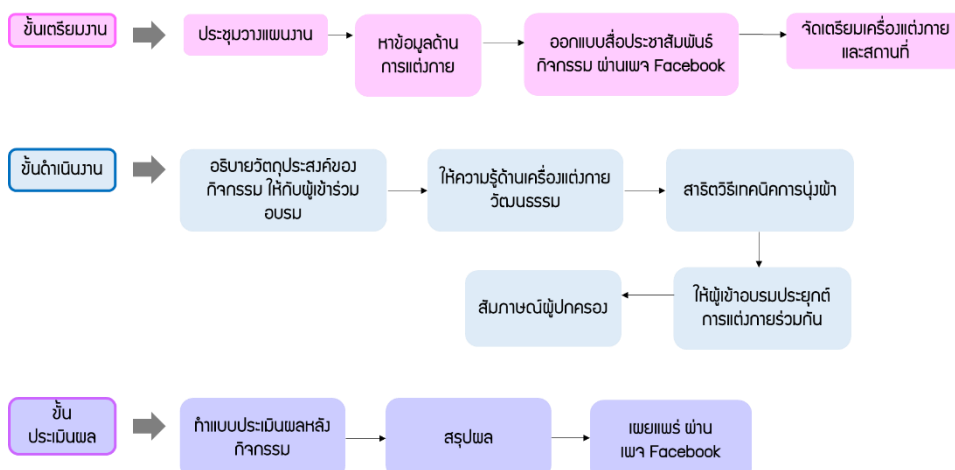 ขั้นเตรียมงาน
ประชุมวางแผนงาน
หาข้อมูลด้าน
การแต่งกาย
ออกแบบสื่อประชาสัมพันธ์
กิจกรรม ผ่านเพจ Facebook
จัดเตรียมเครื่องแต่งกาย
และสถานที่
ขั้นดำเนินงาน
อธิบายวัตถุประสงค์ของ
กิจกรรม ให้กับผู้เข้าร่วม
อบรม
ให้ความรู้ด้านเครื่องแต่งกาย
วัฒนธรรม
สาธิตวิธีเทคนิคการนุ่งผ้า
ให้ผู้เข้าอบรมประยุกต์
การแต่งกายร่วมกัน
สัมภาษณ์ผู้ปกครอง
ขั้น
ประเมินผล
ทำแบบประเมินผลหลัง
กิจกรรม
สรุปผล
เผยแพร่ ผ่าน
เพจ Facebook